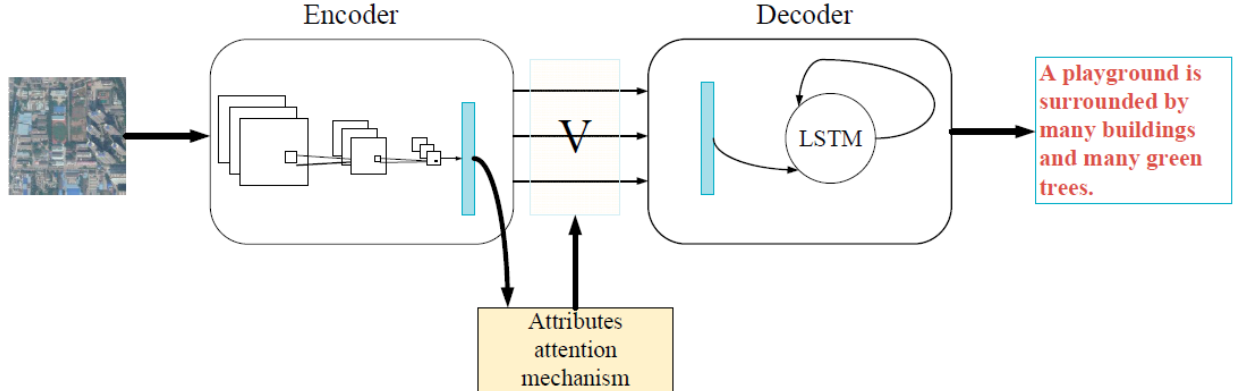 Encoder
Decoder
V
LSTM
A playground is
surrounded by
many buildings
and many green
trees.
Attributes
attention
mechanism